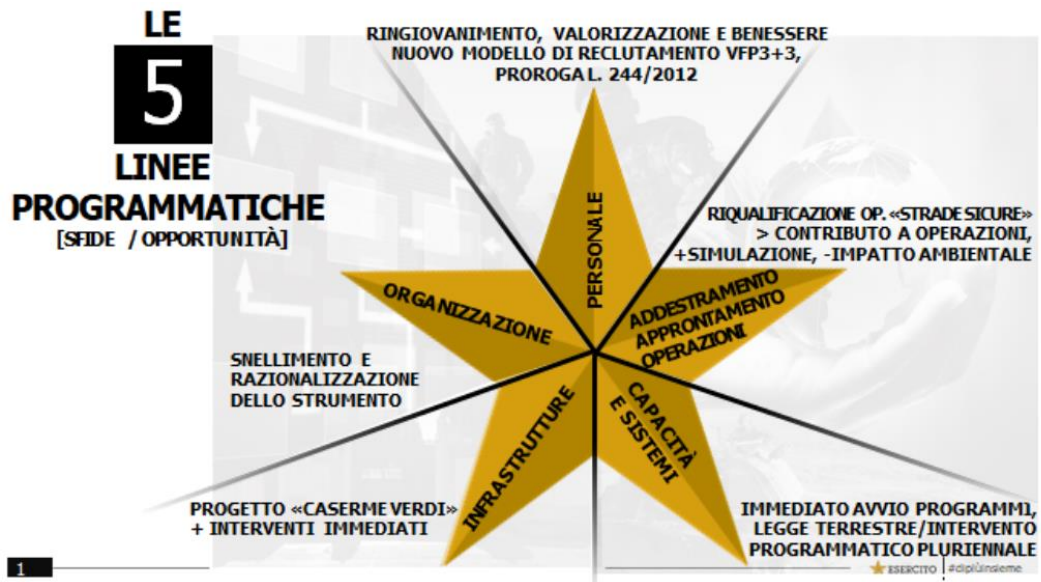 LE
5
LINEE
PROGRAMMATICHE
[SFIDE / OPPORTUNITÀ]
RINGIOVANIMENTO, VALORIZZAZIONE E BENESSERE
NUOVO MODELLO DI RECLUTAMENTO VFP3+3,
PROROGA L. 244/2012
PERSONALE
RIQUALIFICAZIONE OP. «STRADE SICURE»
> CONTRIBUTO A OPERAZIONI,
+SIMULAZIONE, -IMPATTO AMBIENTALE
ADDESTRAMENTO
APPRONTAMENTO
OPERAZIONI
ORGANIZZAZIONE
SNELLIMENTO E
RAZIONALIZZAZIONE
DELLO STRUMENTO
CAPACITÀ
E SISTEMI
INFRASTRUTTURE
PROGETTO «CASERME VERDI»
+ INTERVENTI IMMEDIATI
IMMEDIATO AVVIO PROGRAMMI,
LEGGE TERRESTRE/INTERVENTO
PROGRAMMATICO PLURIENNALE
1
ESERCITO #dipiùinsieme